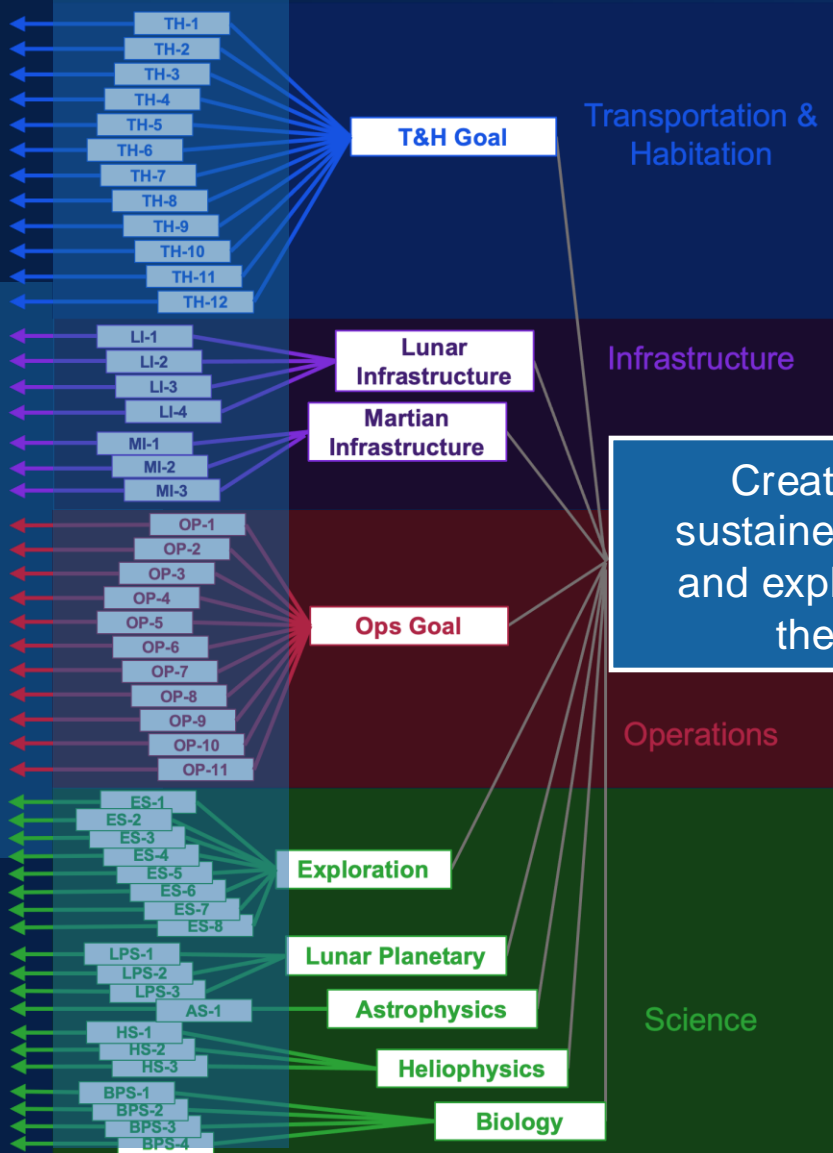 TH-1
TH-2
TH-3
TH-4
TH-5
TH-6
TH-7
TH-8
TH-9
TH-10
TH-11
TH-12
T&H Goal
Transportation &
Habitation
LI-1
LI-2
LI-3
LI-4
Lunar
Infrastructure
Infrastructure
MI-1
MI-2
MI-3
Martian
Infrastructure
Creat
sustaine
and expl
the
OP-1
OP-2
OP-3
OP-4
OP-5
OP-6
OP-7
OP-8
OP-9
OP-10
OP-11
Ops Goal
Operations
ES-1
ES-2
ES-3
ES-4
ES-5
ES-6
ES-7
ES-8
Exploration
LPS-1
LPS-2
LPS-3
Lunar Planetary
AS-1
Astrophysics
Science
HS-1
HS-2
HS-3
Heliophysics
BPS-1
BPS-2
BPS-3
BPS-4
Biology